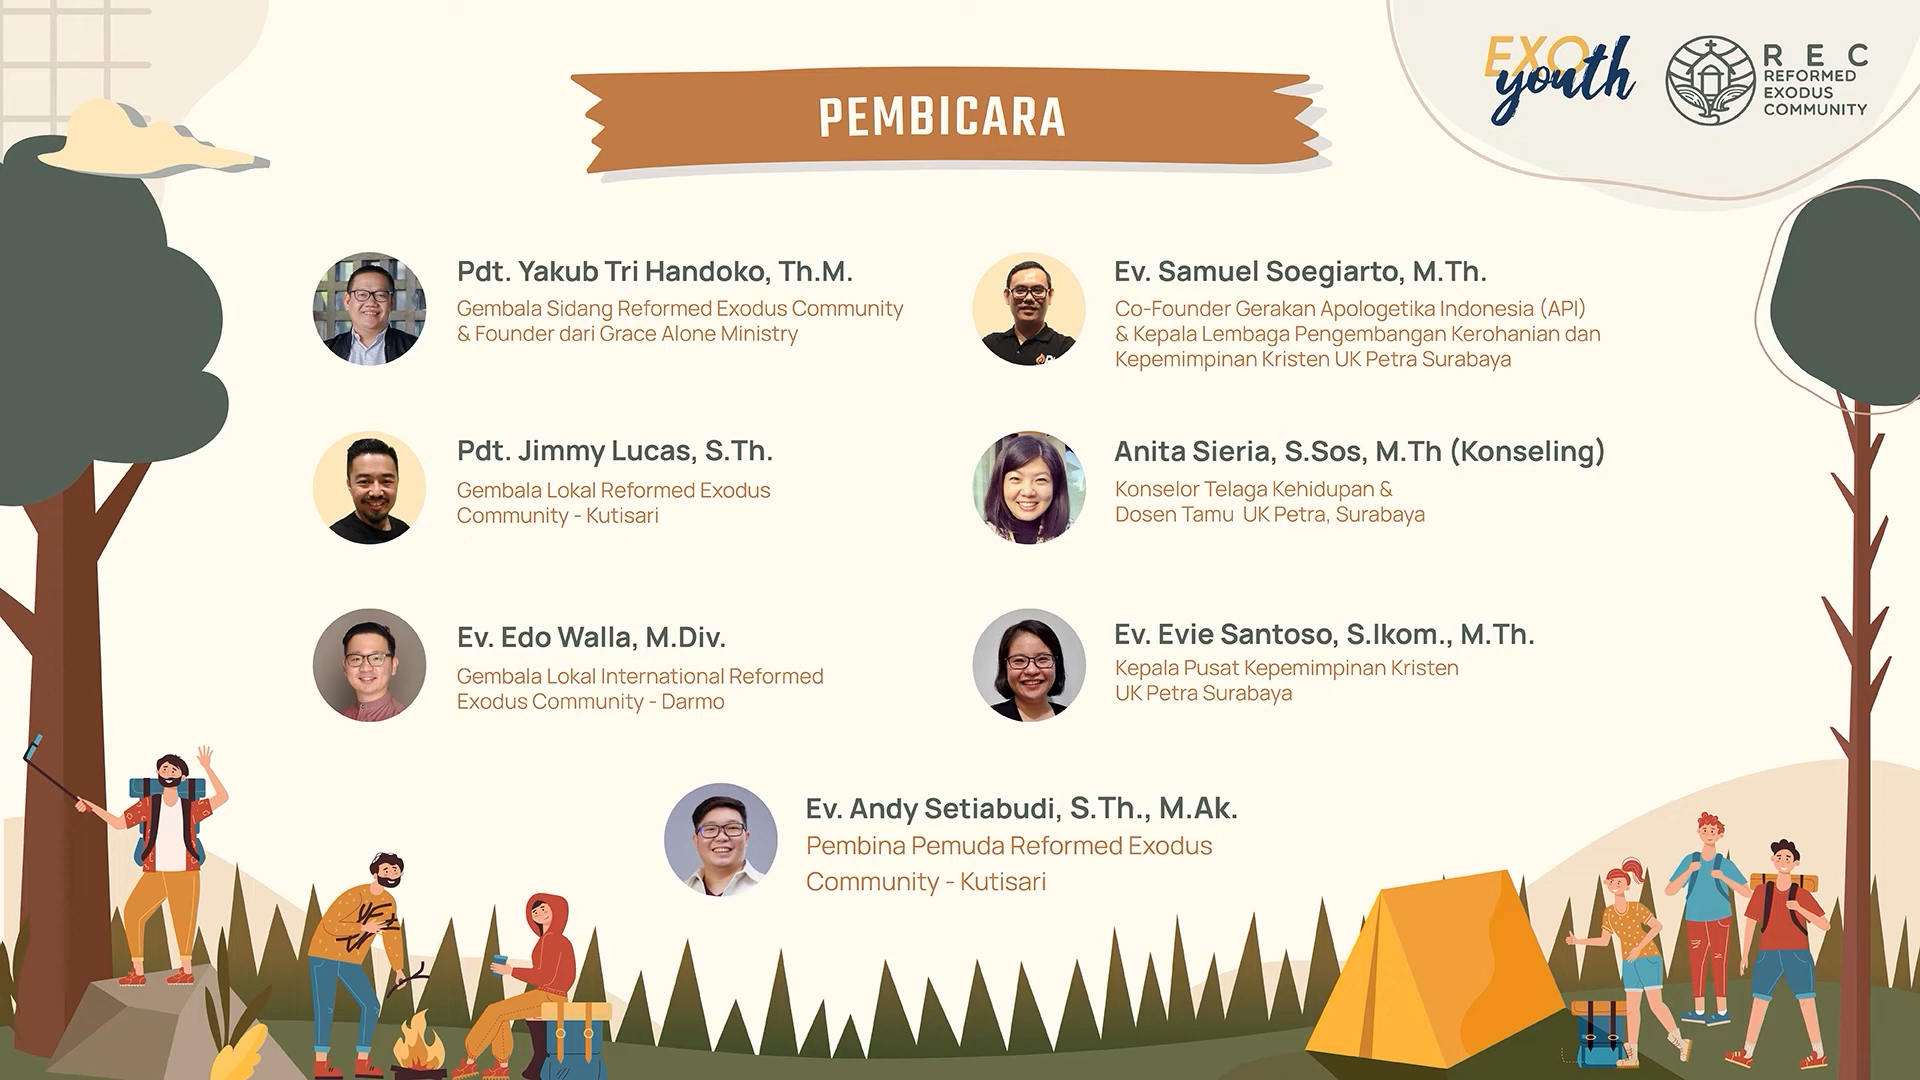 EXO
youth
R E C
REFORMED
EXODUS
COMMUNITY
PEMBICARA
Pdt. Yakub Tri Handoko, Th.M.
Gembala Sidang Reformed Exodus Community
& Founder dari Grace Alone Ministry
Ev. Samuel Soegiarto, M.Th.
Co-Founder Gerakan Apologetika Indonesia (API)
& Kepala Lembaga Pengembangan Kerohanian dan
Kepemimpinan Kristen UK Petra Surabaya
Pdt. Jimmy Lucas, S.Th.
Gembala Lokal Reformed Exodus
Community - Kutisari
Anita Sieria, S.Sos, M.Th (Konseling)
Konselor Telaga Kehidupan &
Dosen Tamu UK Petra, Surabaya
Ev. Edo Walla, M.Div.
Gembala Lokal International Reformed
Exodus Community - Darmo
Ev. Evie Santoso, S.Ikom., M.Th.
Kepala Pusat Kepemimpinan Kristen
UK Petra Surabaya
Ev. Andy Setiabudi, S.Th., M.Ak.
Pembina Pemuda Reformed Exodus
Community - Kutisari